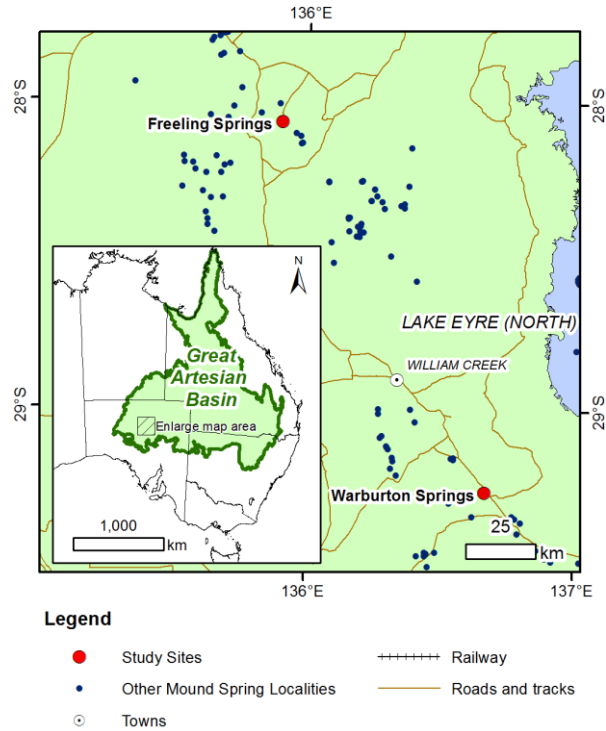 136°E
28°S
28°S
Freeling Springs
N
LAKE EYRE (NORTH)
Great
Artesian
Basin
WILLIAM CREEK
29°S
29°S
Enlarge map area
Warburton Springs
1,000
km
25
km
136°E
137°E
Legend
Study Sites
Railway
Other Mound Spring Localities
Roads and tracks
Towns